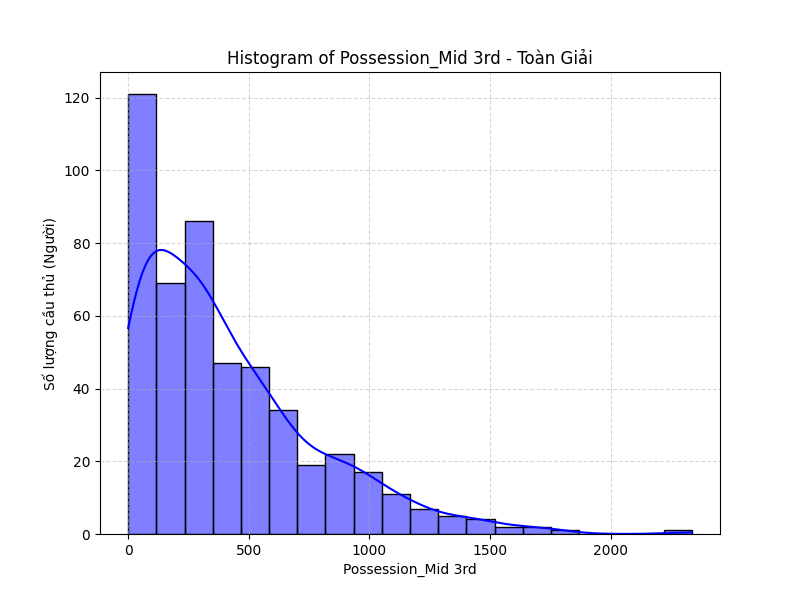 Histogram of Possession_Mid 3rd - Toàn Giải
120
100
80
60
40
20
0
Số lượng cầu thủ (Người)
0 500 1000 1500 2000
Possession_Mid 3rd